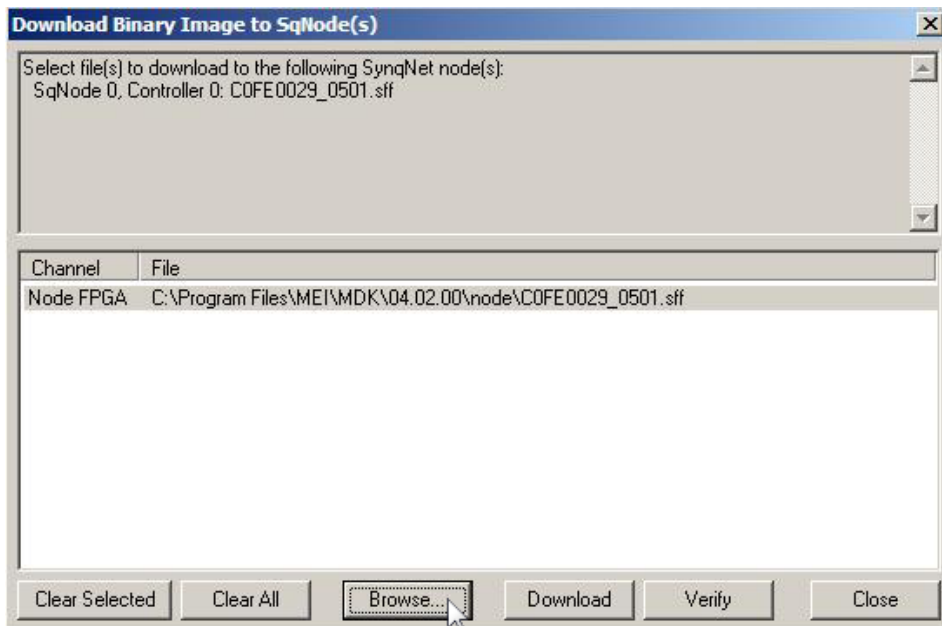 Download Binary Image to SqNode(s)
Select file(s) to download to the following SynqNet node(s):
SqNode 0, Controller 0: C0FE0029_0501.sff
Channel File
Node FPGA C:\Program Files\MEI\MDK\04.02.00\node\C0FE0029_0501.sff
Clear Selected Clear All Browse... Download Verify Close